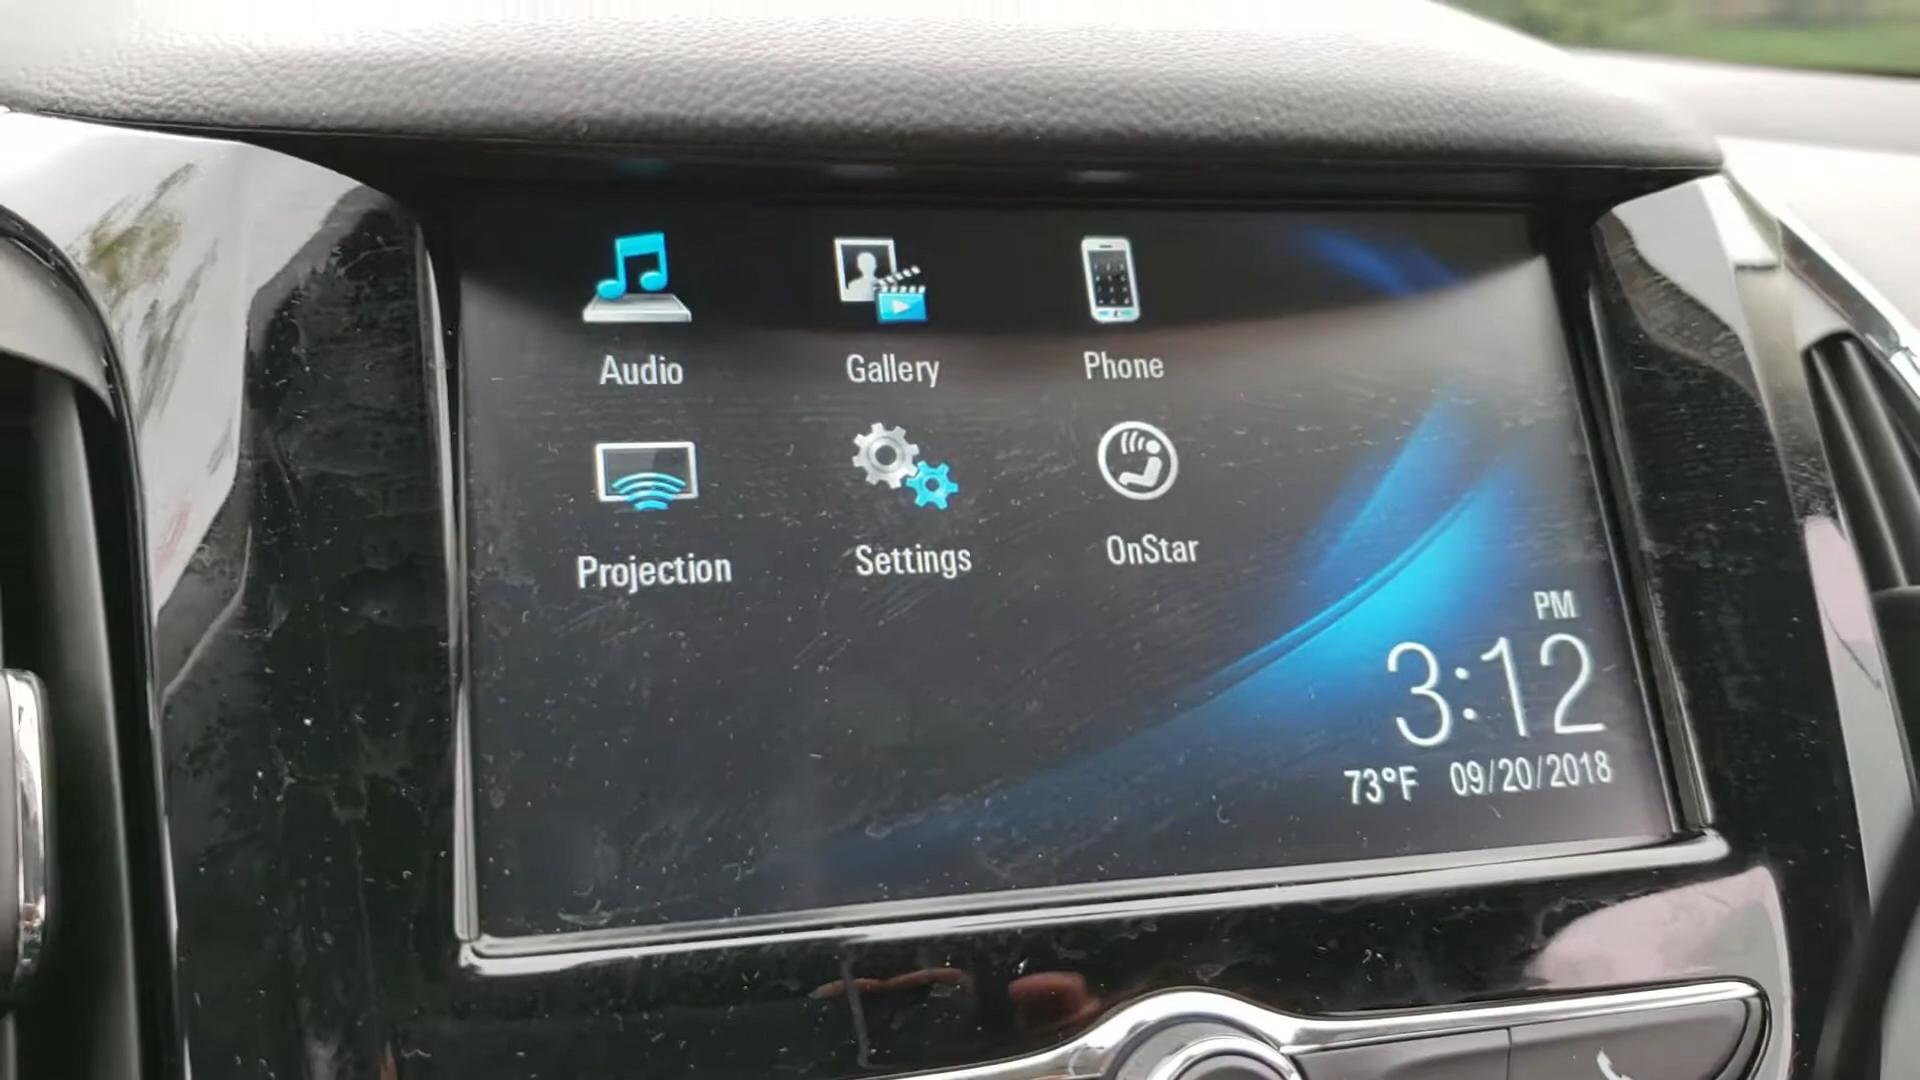 Audio
Gallery
Phone
Projection
Settings
OnStar
PM
3:12
73°F 09/20/2018